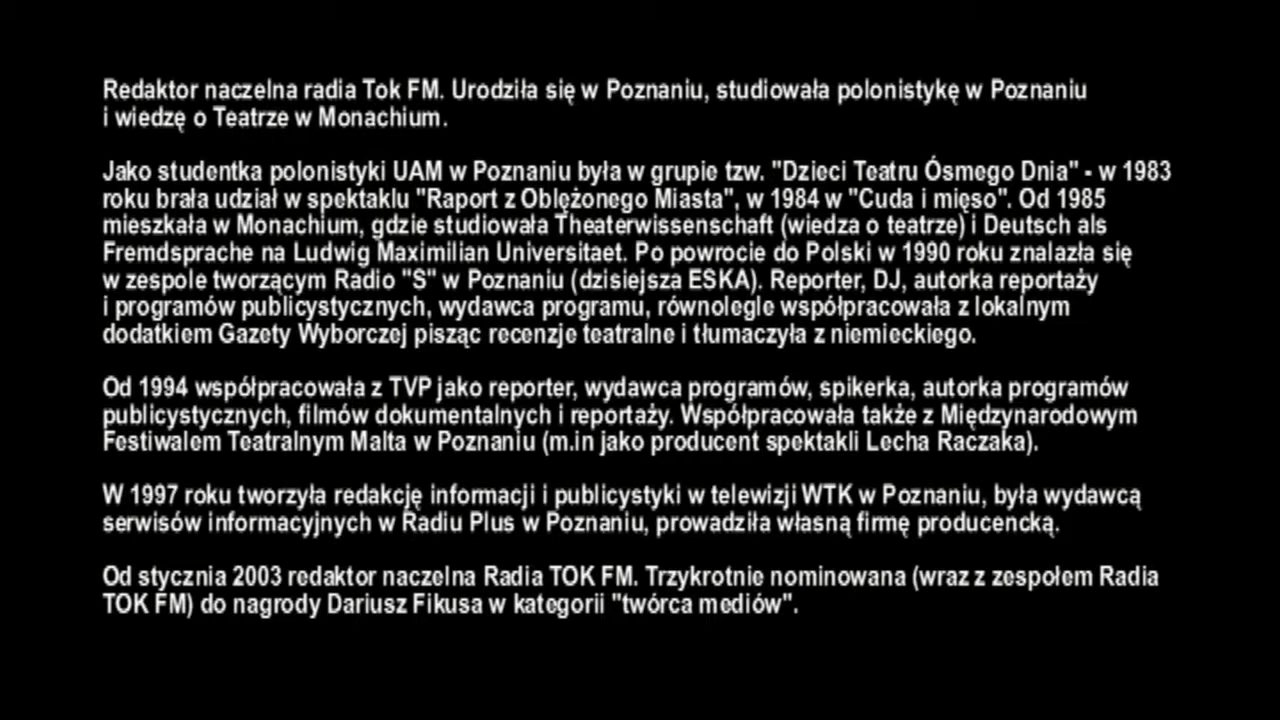 Redaktor naczelna radia Tok FM. Urodziła się w Poznaniu, studiowała polonistykę w Poznaniu
i wiedzę o Teatrze w Monachium.
Jako studentka polonistyki UAM w Poznaniu była w grupie tzw. "Dzieci Teatru Ósmego Dnia" - w 1983
roku brała udział w spektaklu "Raport z Oblężonego Miasta", w 1984 w "Cuda i mięso". Od 1985
mieszkała w Monachium, gdzie studiowała Theaterwissenschaft (wiedza o teatrze) i Deutsch als
Fremdsprache na Ludwig Maximilian Universitaet. Po powrocie do Polski w 1990 roku znalazła się
w zespole tworzącym Radio "S" w Poznaniu (dzisiejsza ESKA). Reporter, DJ, autorka reportaży
i programów publicystycznych, wydawca programu, równolegle współpracowała z lokalnym
dodatkiem Gazety Wyborczej pisząc recenzje teatralne i tłumaczyła z niemieckiego.
Od 1994 współpracowała z TVP jako reporter, wydawca programów, spikerka, autorka programów
publicystycznych, filmów dokumentalnych i reportaży. Współpracowała także z Międzynarodowym
Festiwalem Teatralnym Malta w Poznaniu (m.in jako producent spektakli Lecha Raczaka).
W 1997 roku tworzyła redakcję informacji i publicystyki w telewizji WTK w Poznaniu, była wydawcą
serwisów informacyjnych w Radiu Plus w Poznaniu, prowadziła własną firmę producencką.
Od stycznia 2003 redaktor naczelna Radia TOK FM. Trzykrotnie nominowana (wraz z zespołem Radia
TOK FM) do nagrody Dariusz Fikusa w kategorii "twórca mediów".